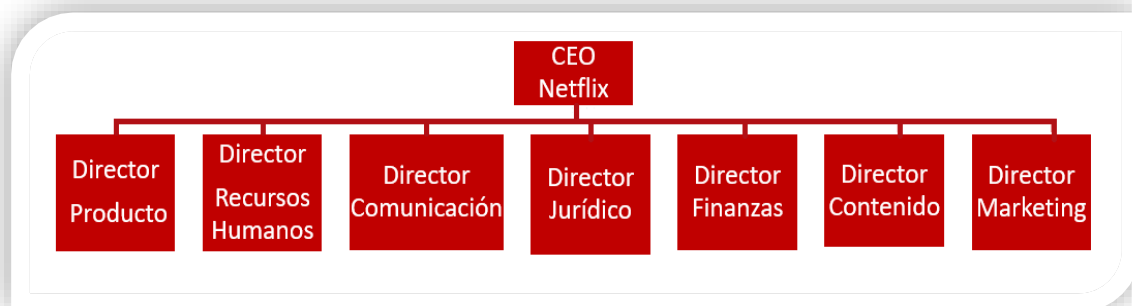 CEO
Netflix
Director
Producto
Director
Recursos
Humanos
Director
Comunicación
Director
Jurídico
Director
Finanzas
Director
Contenido
Director
Marketing